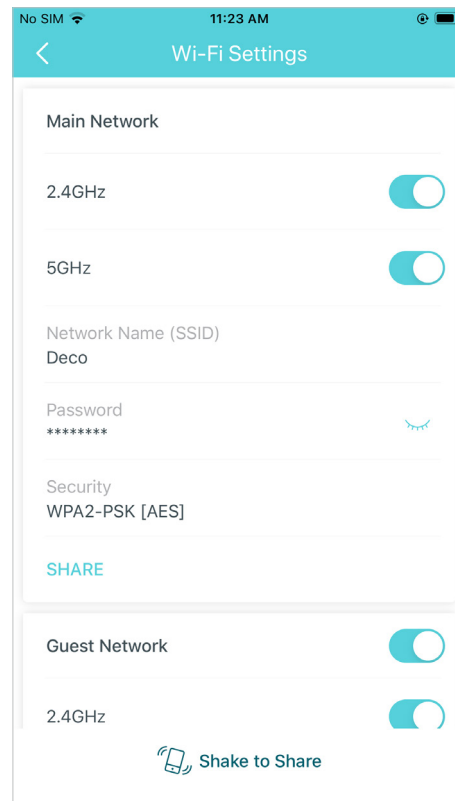 No SIM 11:23 AM
Wi-Fi Settings
Main Network
2.4GHz
5GHz
Network Name (SSID)
Deco
Password
********
Security
WPA2-PSK [AES]
SHARE
Guest Network
2.4GHz
Shake to Share